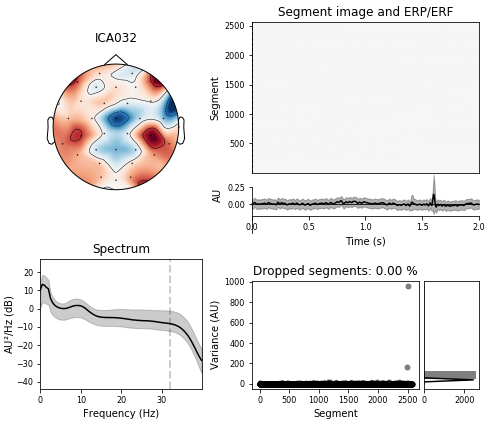 ICA032
Segment image and ERP/ERF
2500
2000
1500
1000
500
Segment
0.25
0.00
AU
0.0 0.5 1.0 1.5 2.0
Time (s)
Spectrum
20
10
0
−10
−20
−30
−40
AU²/Hz (dB)
0 10 20 30
Frequency (Hz)
Dropped segments: 0.00 %
1000
800
600
400
200
0
Variance (AU)
0 500 1000 1500 2000 2500
Segment
0 2000